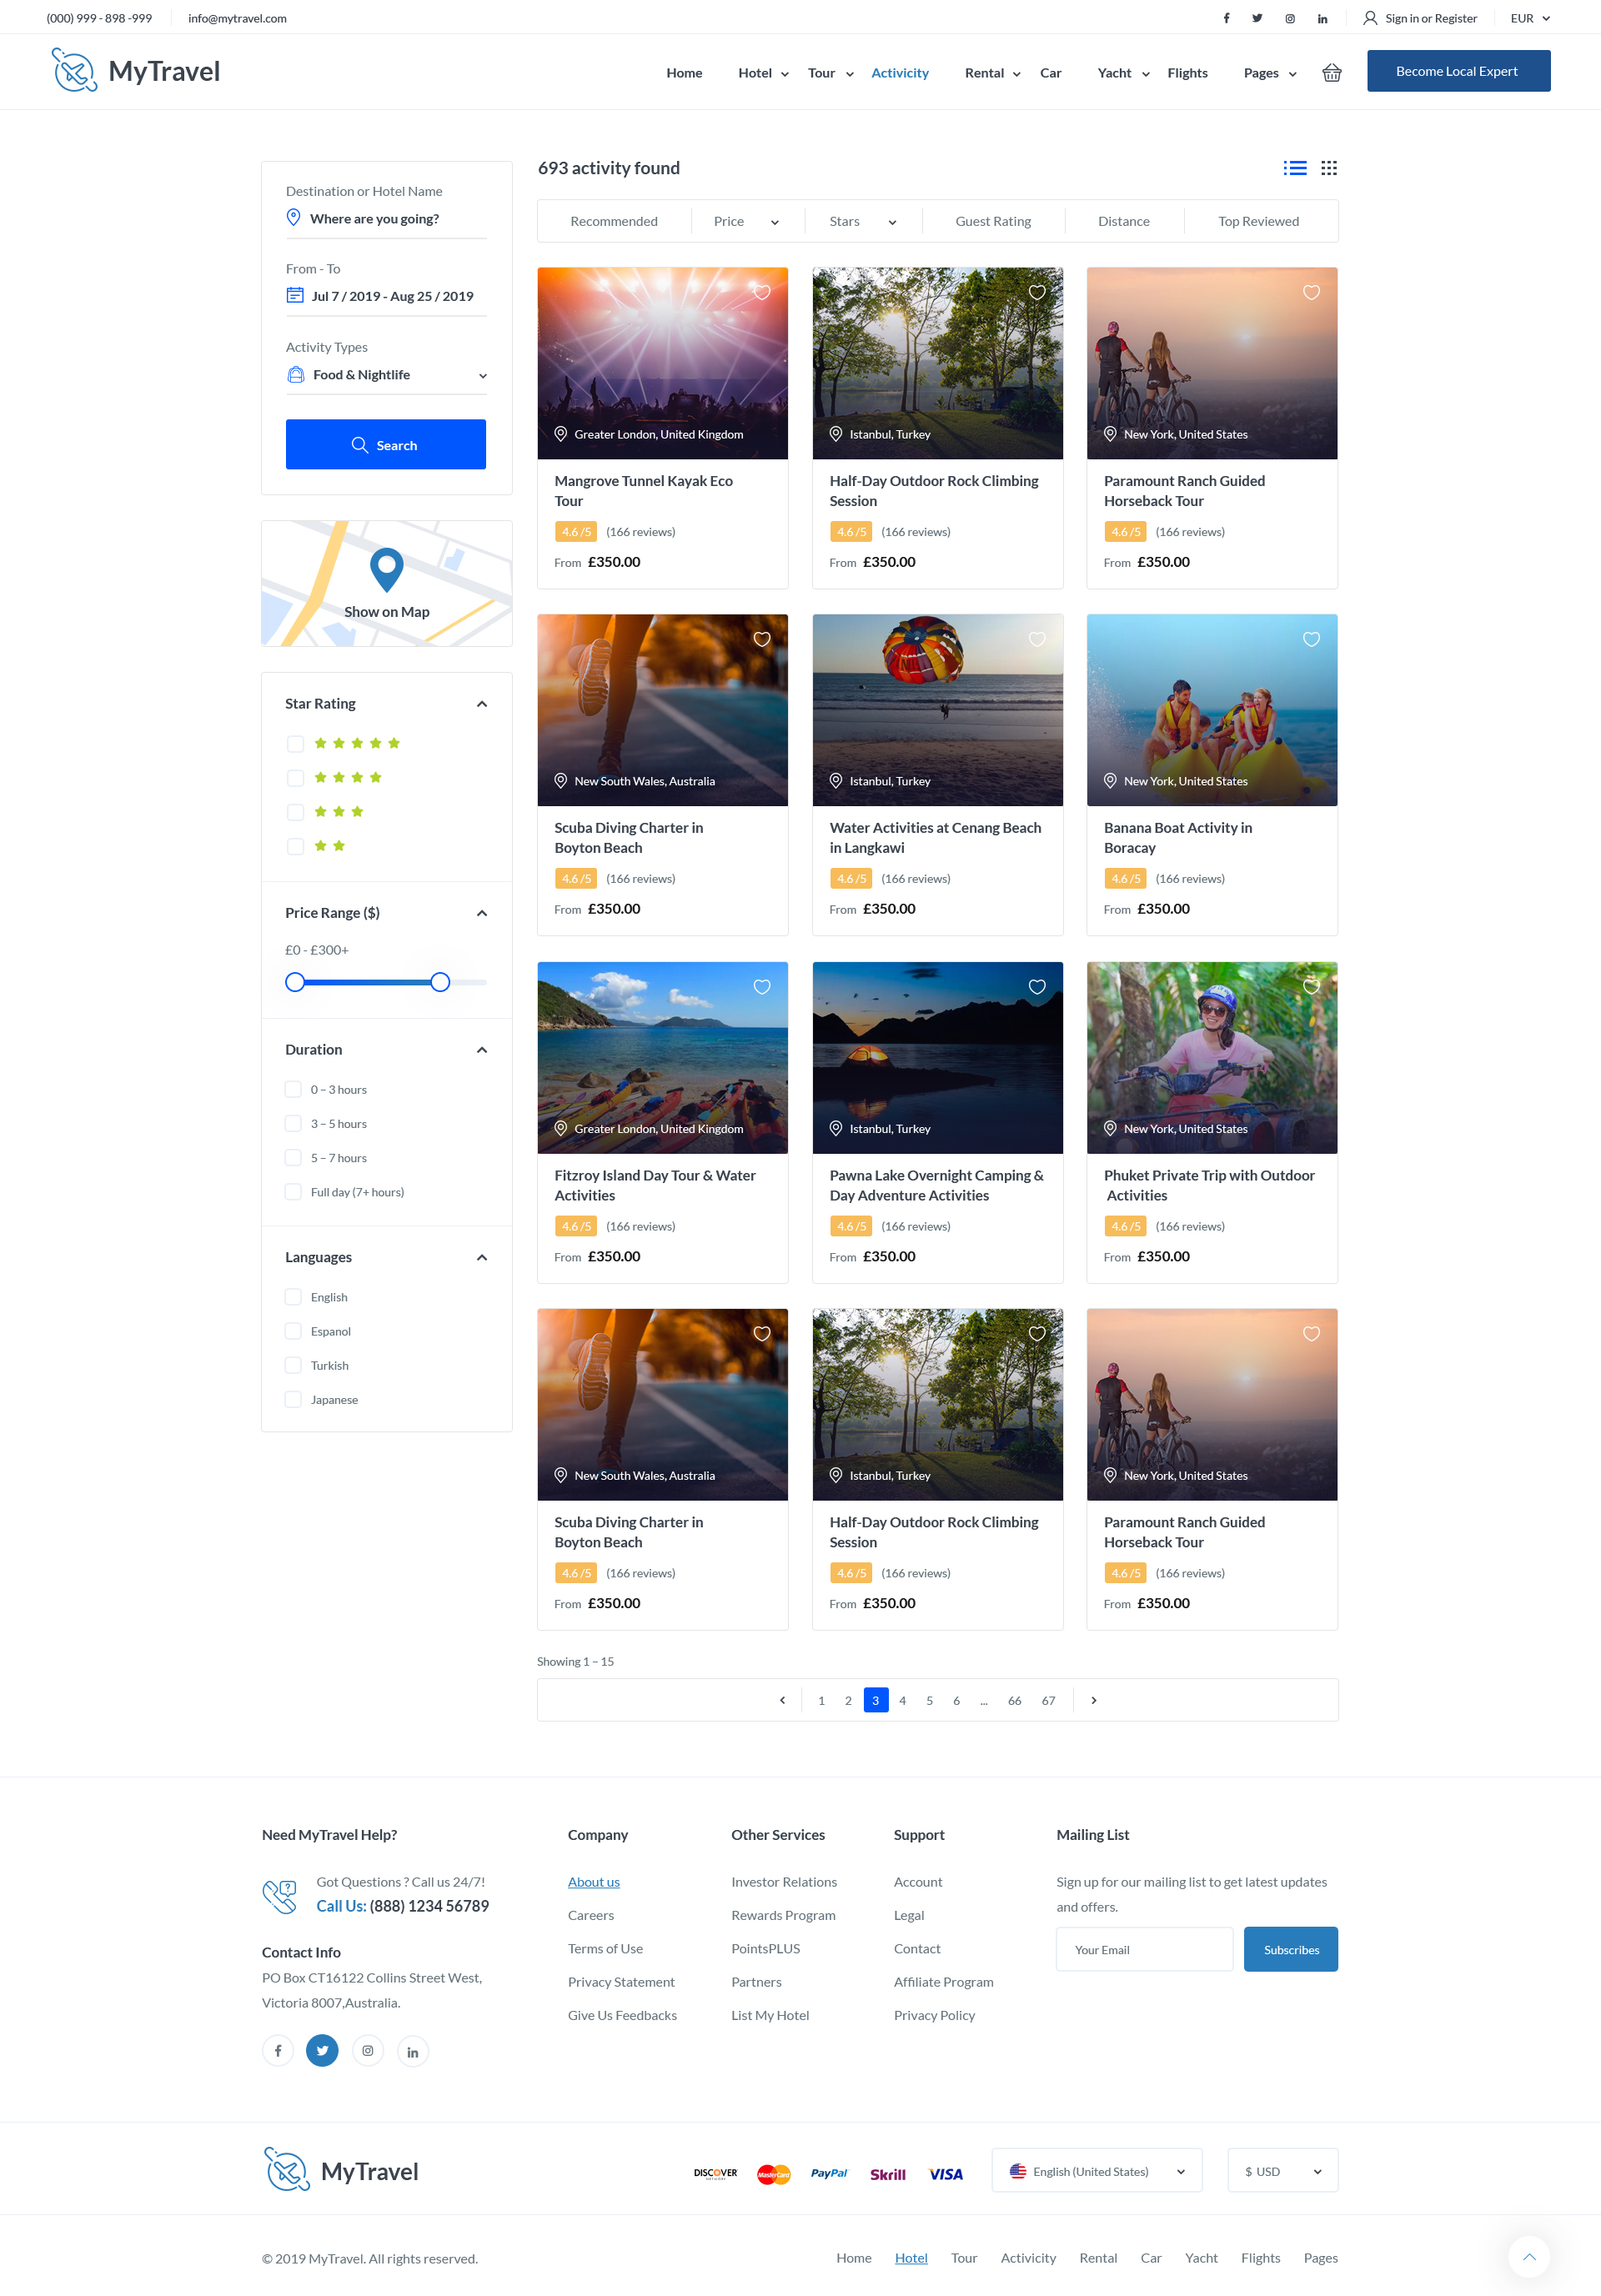 (000) 999 - 898 -999
info@mytravel.com
Sign in or Register
EUR
MyTravel
Home
Hotel
Tour
Activicity
Rental
Car
Yacht
Flights
Pages
Become Local Expert
Destination or Hotel Name
Where are you going?
From - To
Jul 7 / 2019 - Aug 25 / 2019
Activity Types
Food & Nightlife
Search
Show on Map
Star Rating
Price Range ($)
£0 - £300+
Duration
0 – 3 hours
3 – 5 hours
5 – 7 hours
Full day (7+ hours)
Languages
English
Espanol
Turkish
Japanese
693 activity found
Recommended
Price
Stars
Guest Rating
Distance
Top Reviewed
Greater London, United Kingdom
Mangrove Tunnel Kayak Eco
Tour
4.6 /5
(166 reviews)
From £350.00
Istanbul, Turkey
Half-Day Outdoor Rock Climbing
Session
4.6 /5
(166 reviews)
From £350.00
New York, United States
Paramount Ranch Guided
Horseback Tour
4.6 /5
(166 reviews)
From £350.00
New South Wales, Australia
Scuba Diving Charter in
Boyton Beach
4.6 /5
(166 reviews)
From £350.00
Istanbul, Turkey
Water Activities at Cenang Beach
in Langkawi
4.6 /5
(166 reviews)
From £350.00
New York, United States
Banana Boat Activity in
Boracay
4.6 /5
(166 reviews)
From £350.00
Greater London, United Kingdom
Fitzroy Island Day Tour & Water
Activities
4.6 /5
(166 reviews)
From £350.00
Istanbul, Turkey
Pawna Lake Overnight Camping &
Day Adventure Activities
4.6 /5
(166 reviews)
From £350.00
New York, United States
Phuket Private Trip with Outdoor
Activities
4.6 /5
(166 reviews)
From £350.00
New South Wales, Australia
Scuba Diving Charter in
Boyton Beach
4.6 /5
(166 reviews)
From £350.00
Istanbul, Turkey
Half-Day Outdoor Rock Climbing
Session
4.6 /5
(166 reviews)
From £350.00
New York, United States
Paramount Ranch Guided
Horseback Tour
4.6 /5
(166 reviews)
From £350.00
Showing 1 – 15
1 2 3 4 5 6 ... 66 67
Need MyTravel Help?
Got Questions ? Call us 24/7!
Call Us: (888) 1234 56789
Contact Info
PO Box CT16122 Collins Street West,
Victoria 8007,Australia.
Company
About us
Careers
Terms of Use
Privacy Statement
Give Us Feedbacks
Other Services
Investor Relations
Rewards Program
PointsPLUS
Partners
List My Hotel
Support
Account
Legal
Contact
Affiliate Program
Privacy Policy
Mailing List
Sign up for our mailing list to get latest updates
and offers.
Your Email
Subscribes
MyTravel
DISCOVER
NETWORK
MasterCard
PayPal
Skrill
VISA
English (United States)
$ USD
© 2019 MyTravel. All rights reserved.
Home
Hotel
Tour
Activicity
Rental
Car
Yacht
Flights
Pages